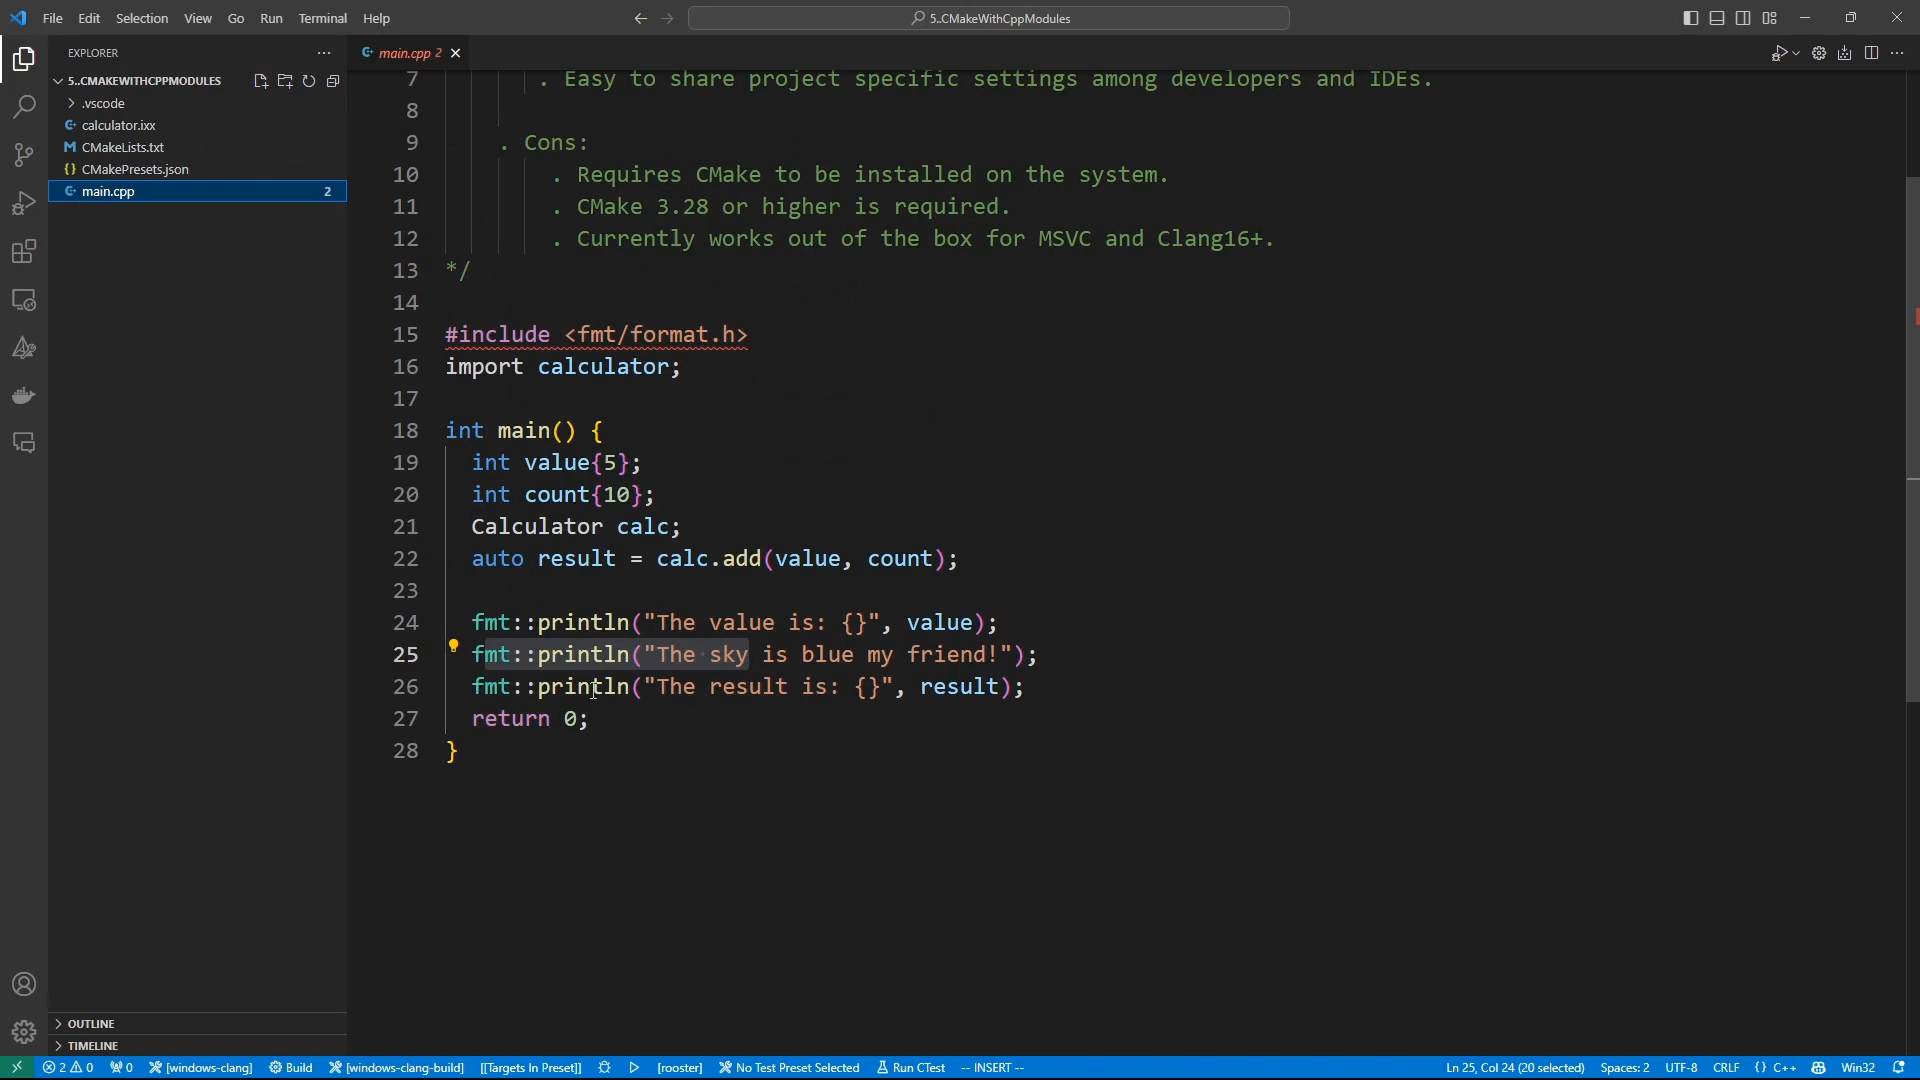 File Edit Selection View Go Run Terminal Help
5..CMakeWithCppModules
EXPLORER
5..CMAKEWITHCPPMODULES
.vscode
calculator.ixx
CMakeLists.txt
CMakePresets.json
main.cpp 2
OUTLINE
TIMELINE
main.cpp 2
7 . Easy to share project specific settings among developers and IDEs.
8
9 . Cons:
10 . Requires CMake to be installed on the system.
11 . CMake 3.28 or higher is required.
12 . Currently works out of the box for MSVC and Clang16+.
13 */
14
15 #include <fmt/format.h>
16 import calculator;
17
18 int main() {
19 int value{5};
20 int count{10};
21 Calculator calc;
22 auto result = calc.add(value, count);
23
24 fmt::println("The value is: {}", value);
25 fmt::println("The sky is blue my friend!");
26 fmt::println("The result is: {}", result);
27 return 0;
28 }
2 0 0 [windows-clang] Build [windows-clang-build] [[Targets In Preset]] [rooster] No Test Preset Selected Run CTest -- INSERT -- Ln 25, Col 24 (20 selected) Spaces: 2 UTF-8 CRLF {} C++ Win32